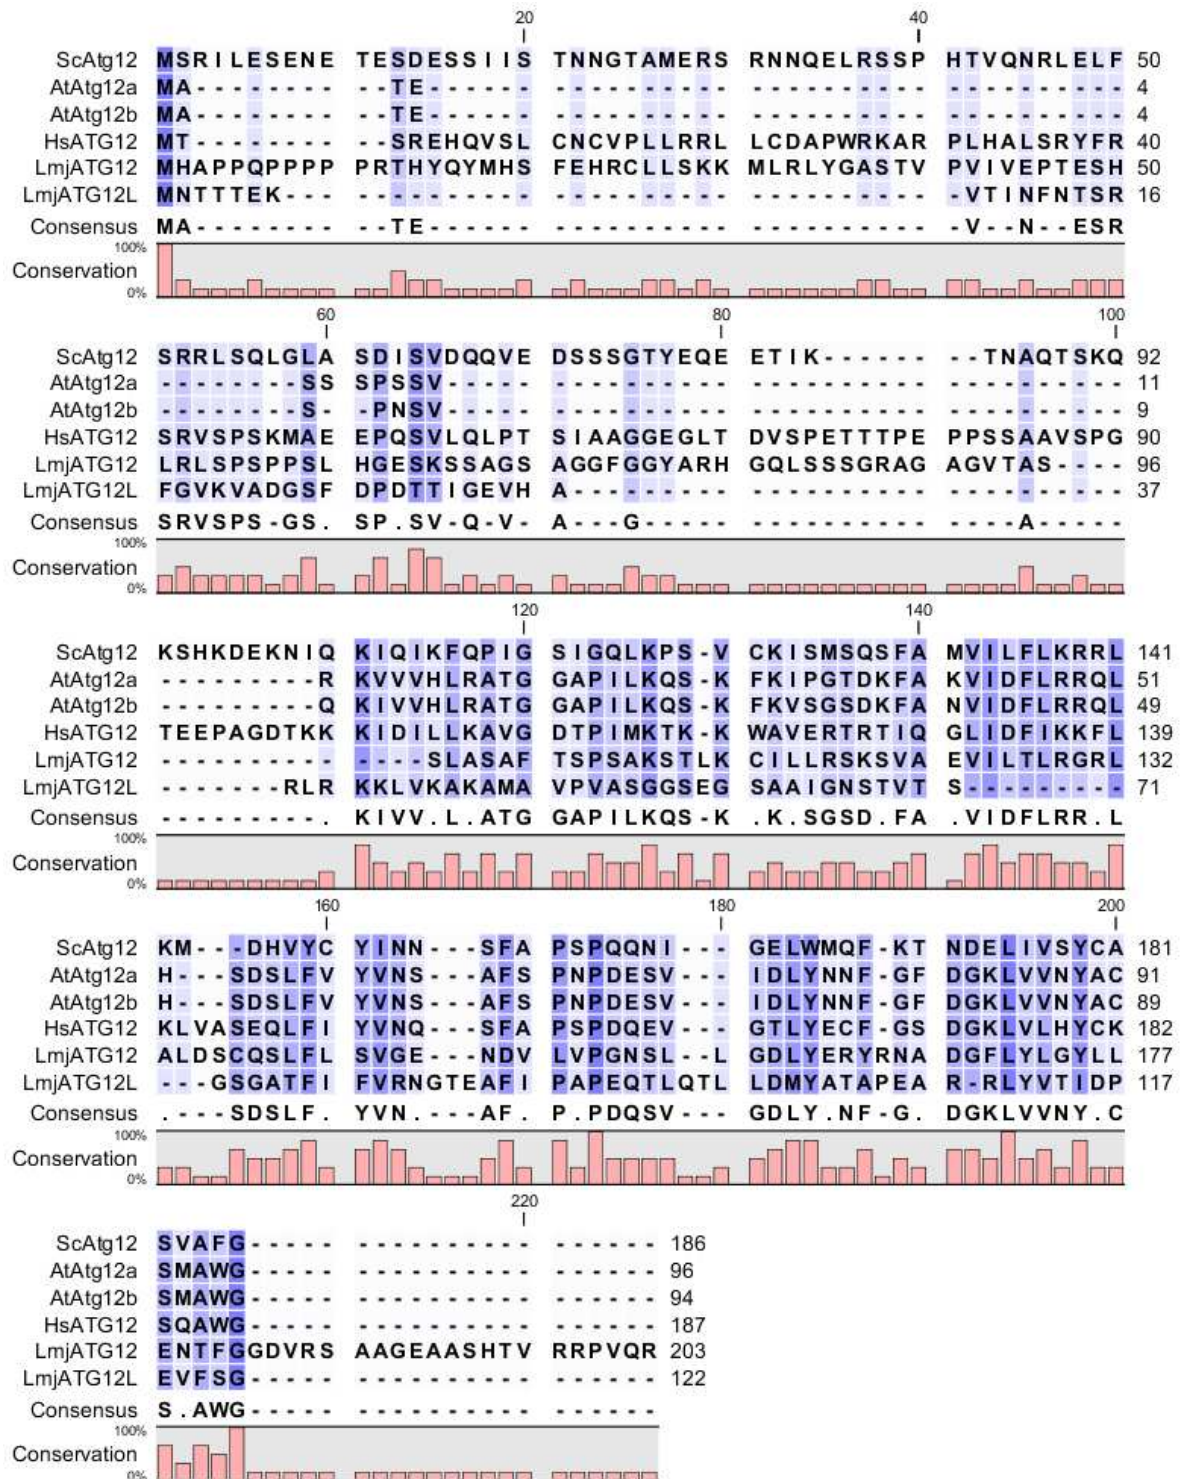 20 40
ScAtg12 MSRILESENE TESDESSIIS TNNGTAMERS RNNQELRSSP HTVQNRLELF 50
AtAtg12a MA-------- --TE------ ---------- ---------- ---------- 4
AtAtg12b MA-------- --TE------ ---------- ---------- ---------- 4
HsATG12 MT-------- --SREHQVSL CNCVPLLRRL LCDAPWRKAR PLHALSRYFR 40
LmjATG12 MHAPPQPPPP PRTHYQYMHS FEHRCLLSKK MLRLYGASTV PVIVEPTESH 50
LmjATG12L MNTTTEK--- ---------- ---------- ---------- -VTINFNTSR 16
Consensus MA-------- --TE------ ---------- ---------- -V--N--ESR
100%
Conservation
0%
60 80 100
ScAtg12 SRRLSQLGLA SDISVDQQVE DSSSGTYEQE ETIK------ --TNAQTSKQ 92
AtAtg12a --------SS SPSSV----- ---------- ---------- ---------- 11
AtAtg12b --------S- -PNSV----- ---------- ---------- ---------- 9
HsATG12 SRVSPSKMAE EPQSVLQLPT SIAAGGEGLT DVSPETTTPE PPSSAAVSPG 90
LmjATG12 LRLSPSPPSL HGESKSSAGS AGGFGGYARH GQLSSSGRAG AGVTAS---- 96
LmjATG12L FGVKVADGSF DPDTTIGEVH A--------- ---------- ---------- 37
Consensus SRVSPS-GS. SP.SV-Q-V- A---G----- ---------- ----A-----
100%
Conservation
0%
120 140
ScAtg12 KSHKDEKNIQ KIQIKFQPIG SIGQLKPS-V CKISMSQSFA MVILFLKRRL 141
AtAtg12a ---------R KVVVHLRATG GAPILKQS-K FKIPGTDKFA KVIDFLRRQL 51
AtAtg12b ---------Q KIVVHLRATG GAPILKQS-K FKVSGSDKFA NVIDFLRRQL 49
HsATG12 TEEPAGDTKK KIDILLKAVG DTPIMKTK-K WAVERTRTIQ GLIDFIKKFL 139
LmjATG12 ---------- ----SLASAF TSPSAKSTLK CILLRSKSVA EVILTLRGRL 132
LmjATG12L -------RLR KKLVKAKAMA VPVASGGSEG SAAIGNSTVT S--------- 71
Consensus ---------. KIVV.L.ATG GAPILKQS-K .K.SGSD.FA .VIDFLRR.L
100%
Conservation
0%
160 180 200
ScAtg12 KM---DHVYC YINN---SFA PSPQQNI--- GELWMQF-KT NDELIVSYCA 181
AtAtg12a H---SDSLFV YVNS---AFS PNPDESV--- IDLYNNF-GF DGKLVVNYAC 91
AtAtg12b H---SDSLFV YVNS---AFS PNPDESV--- IDLYNNF-GF DGKLVVNYAC 89
HsATG12 KLVASEQLFI YVNQ---SFA PSPDQEV--- GTLYECF-GS DGKLVLHYCK 182
LmjATG12 ALDSCQSLFL SVGE---NDV LVPGNSL--L GDLYERYRNA DGFLYLGYLL 177
LmjATG12L ---GSGATFI FVRNGTEAFI PAPEQTLQTL LDMYATAPEA R-RLYVTIDP 117
Consensus .----SDSLF. YVN.---AF. P.PDQSV--- GDLY.NF-G. DGKLVVNY.C
100%
Conservation
0%
220
ScAtg12 SVAFG----- ---------- ------ 186
AtAtg12a SMAWG----- ---------- ------ 96
AtAtg12b SMAWG----- ---------- ------ 94
HsATG12 SQAWG----- ---------- ------ 187
LmjATG12 ENTFGGDVRS AAGEAASHTV RRPVQR 203
LmjATG12L EVFSG----- ---------- ------ 122
Consensus S.AWG----- ---------- ------
100%
Conservation
0%